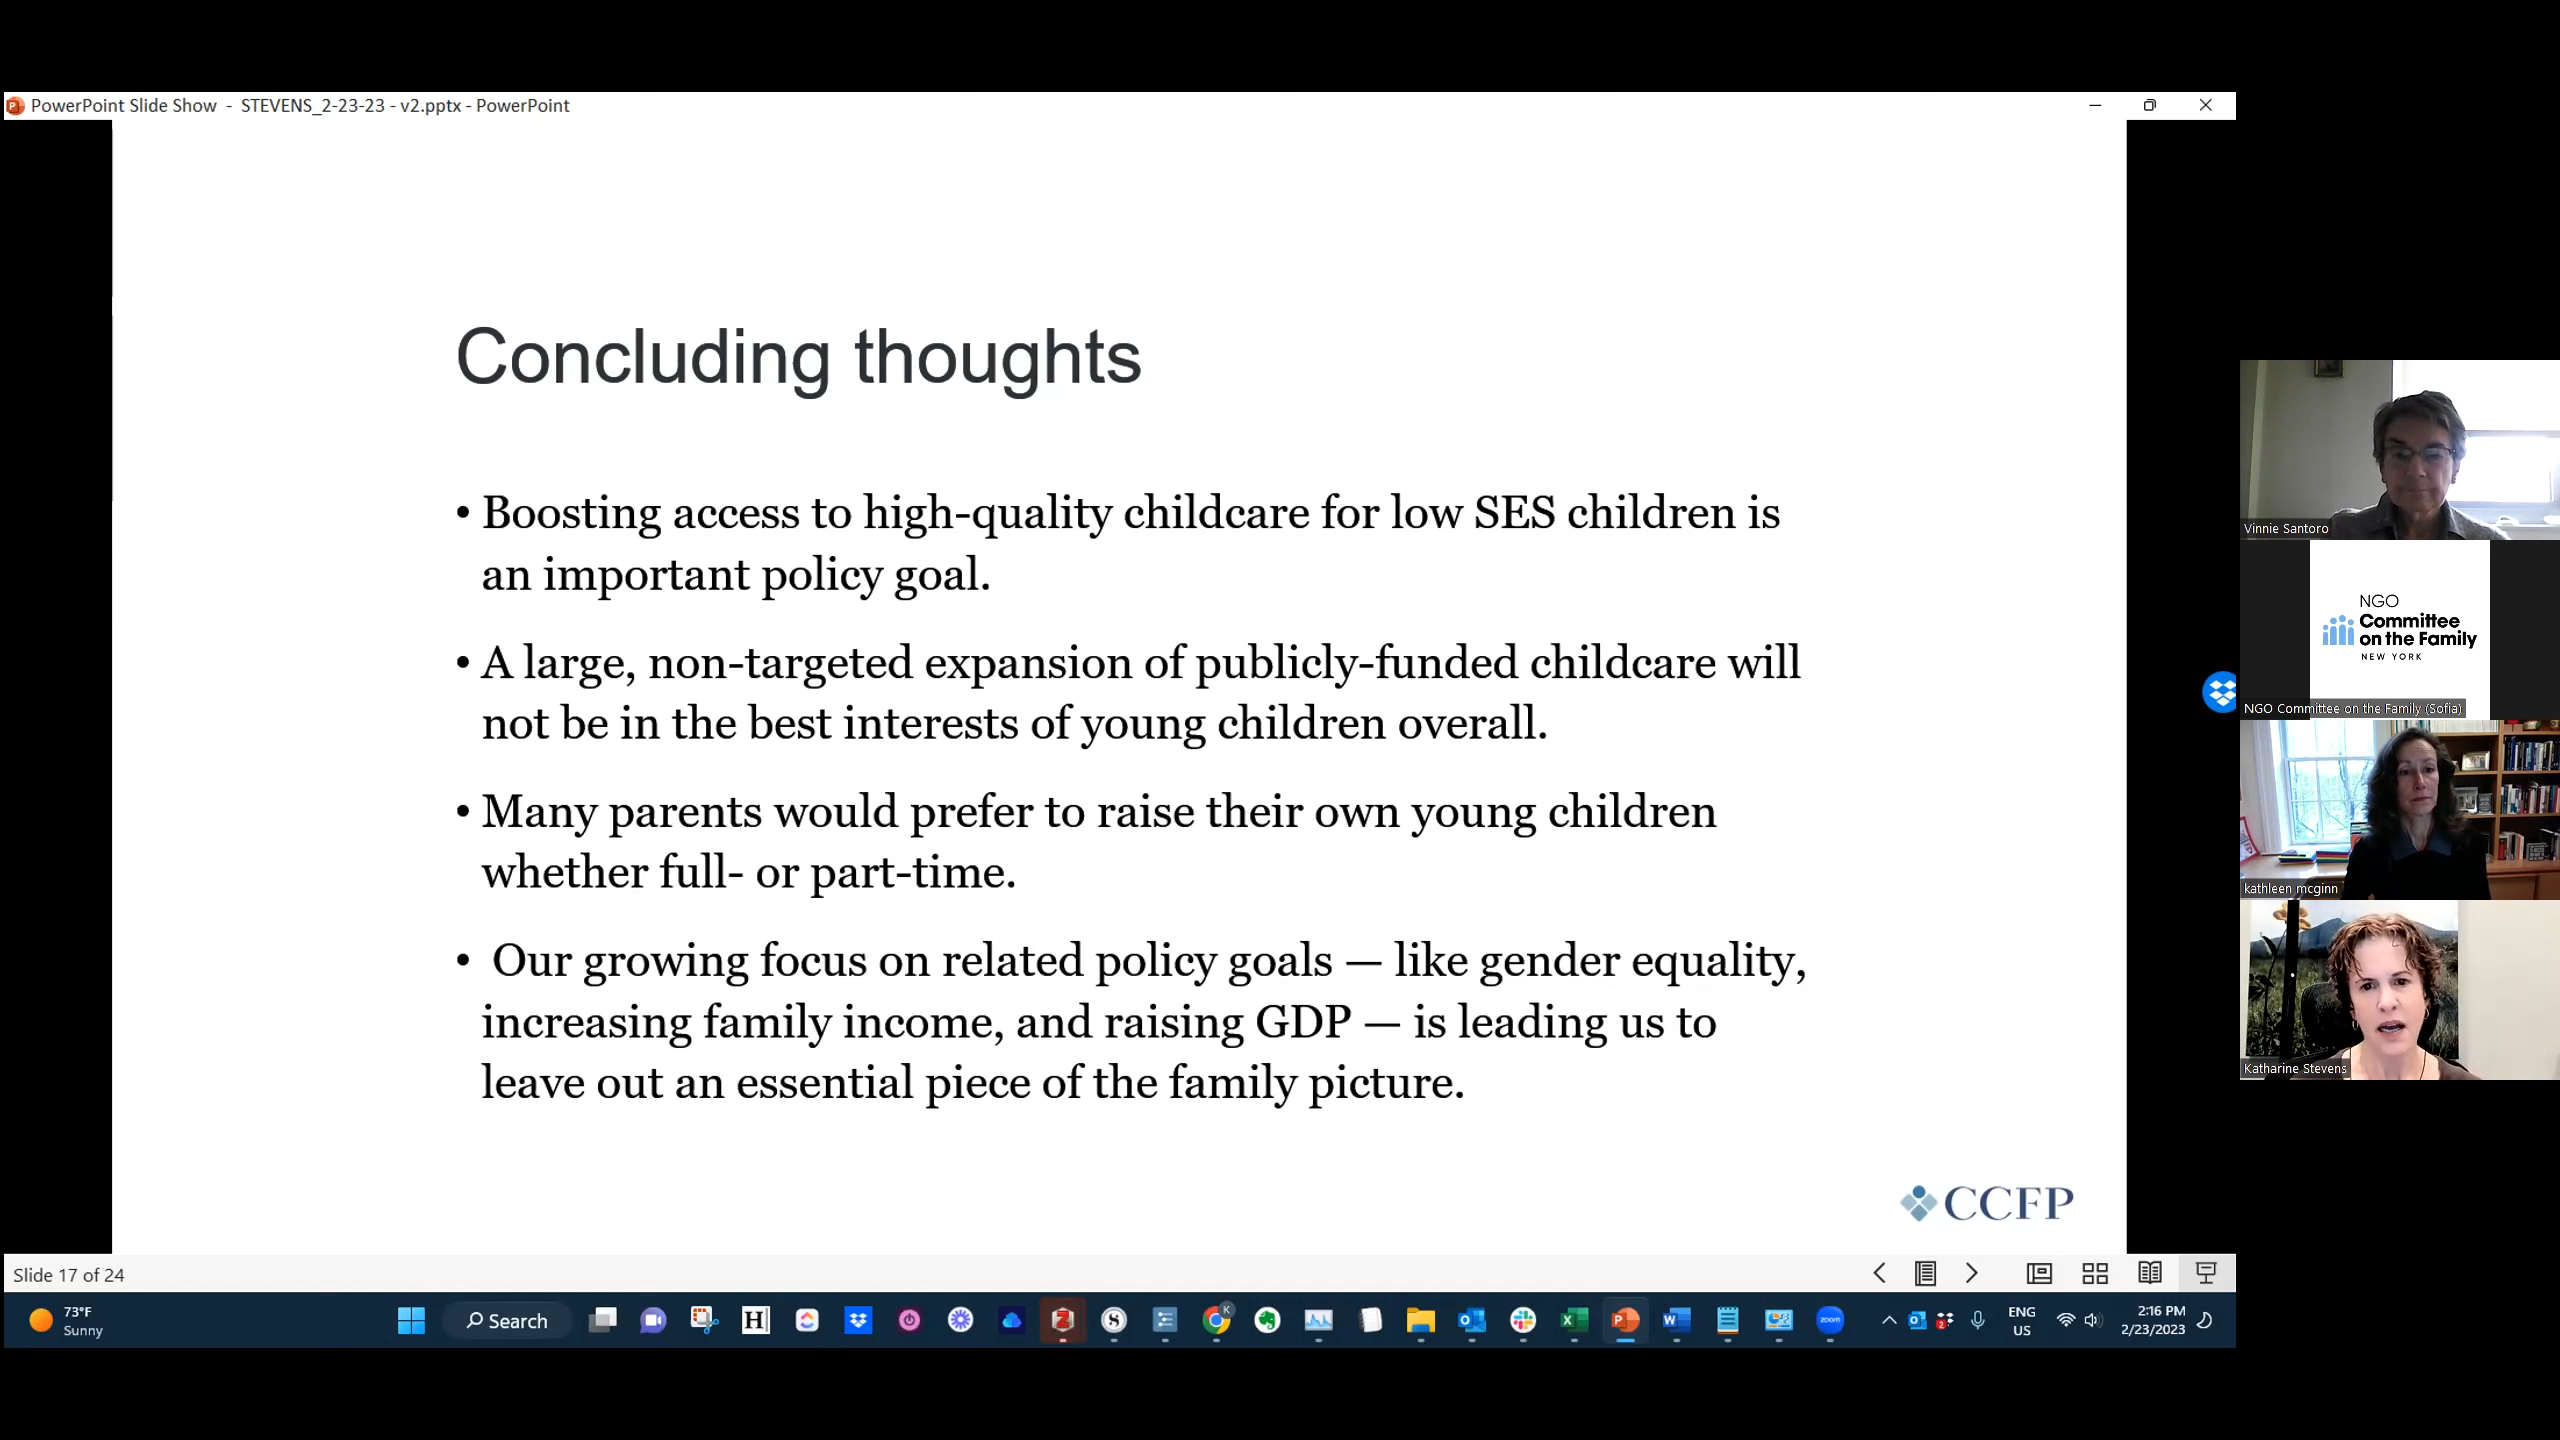 PowerPoint Slide Show - STEVENS_2-23-23 - v2.pptx - PowerPoint
Concluding thoughts
• Boosting access to high-quality childcare for low SES children is
an important policy goal.
• A large, non-targeted expansion of publicly-funded childcare will
not be in the best interests of young children overall.
• Many parents would prefer to raise their own young children
whether full- or part-time.
• Our growing focus on related policy goals — like gender equality,
increasing family income, and raising GDP — is leading us to
leave out an essential piece of the family picture.
CCFP
Vinnie Santoro
NGO
Committee
on the Family
NEW YORK
NGO Committee on the Family (Sofia)
kathleen mcginn
Katharine Stevens
Slide 17 of 24
73°F
Sunny
Search
zoom
ENG
US
2:16 PM
2/23/2023